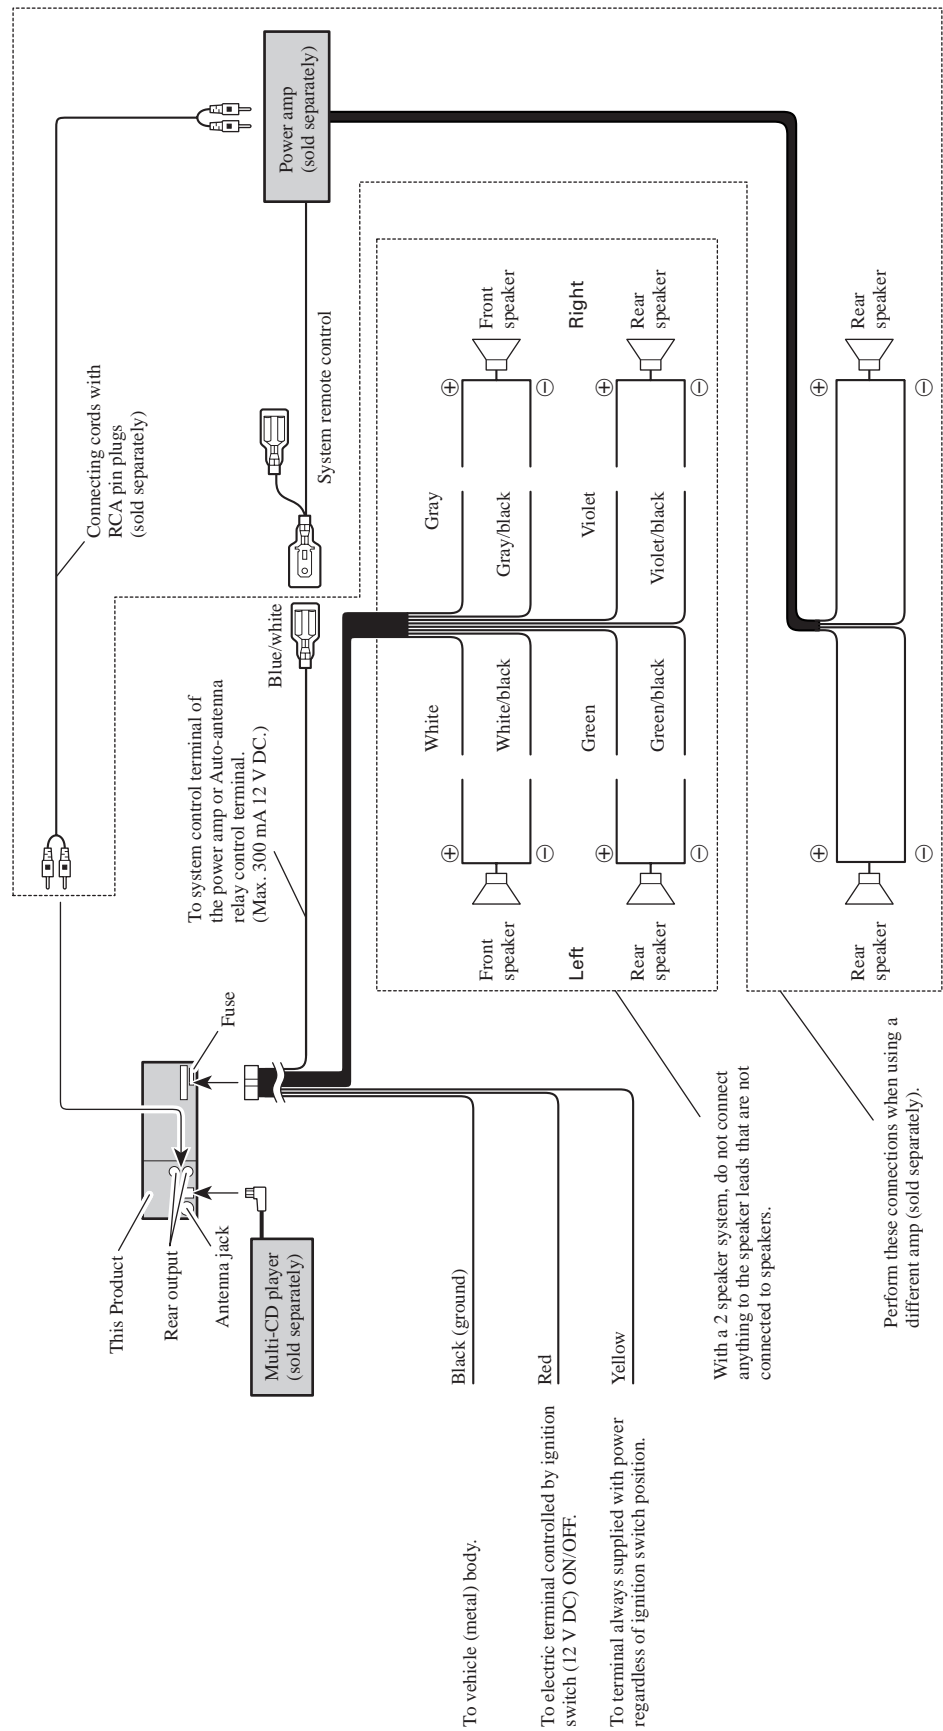 This Product
Rear output
Antenna jack
Multi-CD player
(sold separately)
Fuse
Connecting cords with
RCA pin plugs
(sold separately)
Power amp
(sold separately)
To system control terminal of
the power amp or Auto-antenna
relay control terminal.
(Max. 300 mA 12 V DC.)
Blue/white
System remote control
Black (ground)
To vehicle (metal) body.
Red
To electric terminal controlled by ignition
switch (12 V DC) ON/OFF.
Yellow
To terminal always supplied with power
regardless of ignition switch position.
Front
speaker
⊕
⊖
White
White/black
Gray
Gray/black
⊕
⊖
Front
speaker
Left
Right
Rear
speaker
⊕
⊖
Green
Green/black
Violet
Violet/black
⊕
⊖
Rear
speaker
With a 2 speaker system, do not connect
anything to the speaker leads that are not
connected to speakers.
Rear
speaker
⊕
⊖
⊕
⊖
Rear
speaker
Perform these connections when using a
different amp (sold separately).